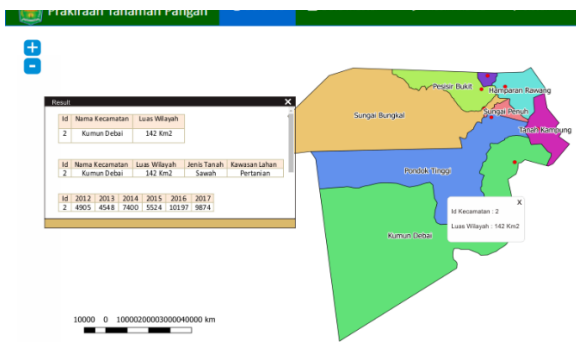 Prakiraan Tanaman Pangan
+
-
Result X
Id Nama Kecamatan Luas Wilayah
2 Kumun Debai 142 Km2
Id Nama Kecamatan Luas Wilayah Jenis Tanah Kawasan Lahan
2 Kumun Debai 142 Km2 Sawah Pertanian
Id 2012 2013 2014 2015 2016 2017
2 4905 4548 7400 5524 10197 9874
Pesisir Bukit
Hamparan Rawang
Sungai Bungkal
Sungai Penuh
Tanah Kampung
Pondok Tinggi
X
Id Kecamatan : 2
Luas Wilayah : 142 Km2
Kumun Debai
10000 0 10000200003000040000 km